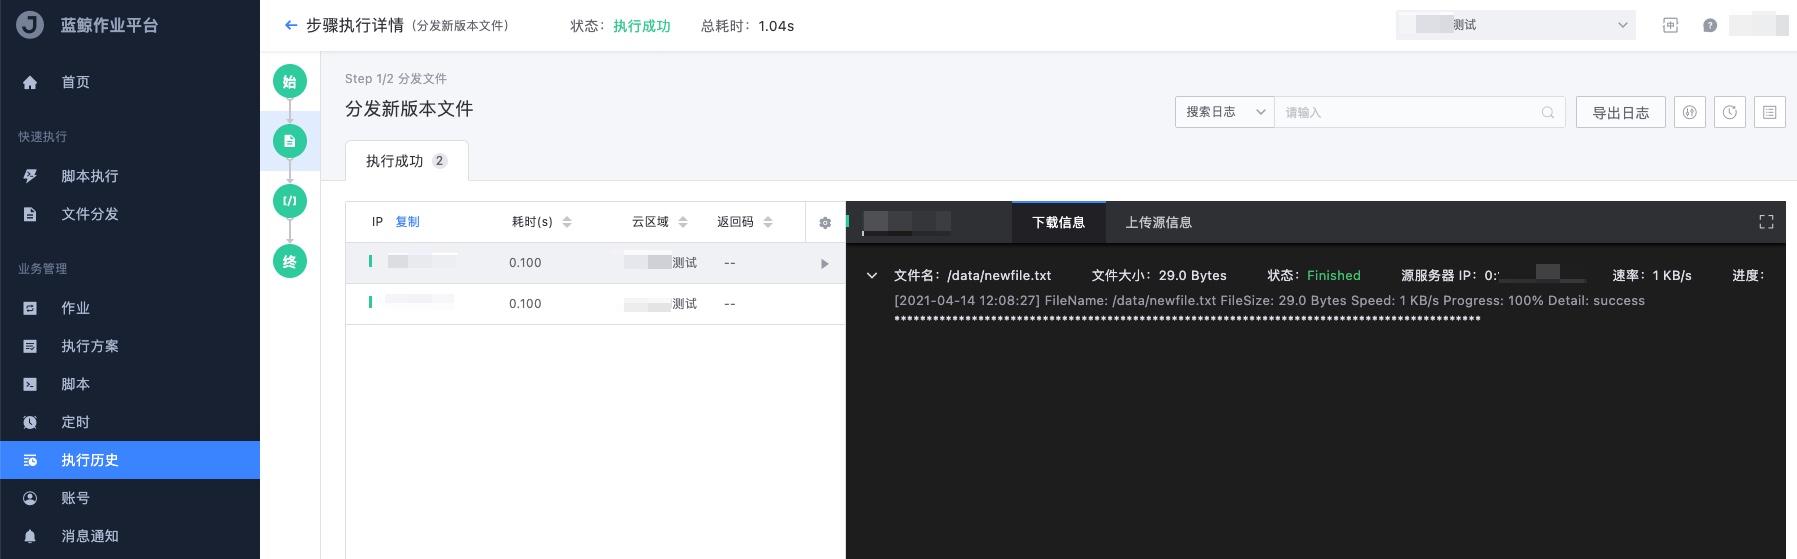 蓝鲸作业平台
首页
快速执行
脚本执行
文件分发
业务管理
作业
执行方案
脚本
定时
执行历史
账号
消息通知
步骤执行详情 (分发新版本文件) 状态: 执行成功 总耗时: 1.04s
测试
始
终
Step 1/2 分发文件
分发新版本文件
搜索日志 请输入 导出日志
执行成功 2
IP 复制 耗时(s) 云区域 返回码
0.100 测试 --
0.100 测试 --
下载信息 上传源信息
文件名: /data/newfile.txt 文件大小: 29.0 Bytes 状态: Finished 源服务器 IP: 0: 速率: 1 KB/s 进度:
[2021-04-14 12:08:27] FileName: /data/newfile.txt FileSize: 29.0 Bytes Speed: 1 KB/s Progress: 100% Detail: success